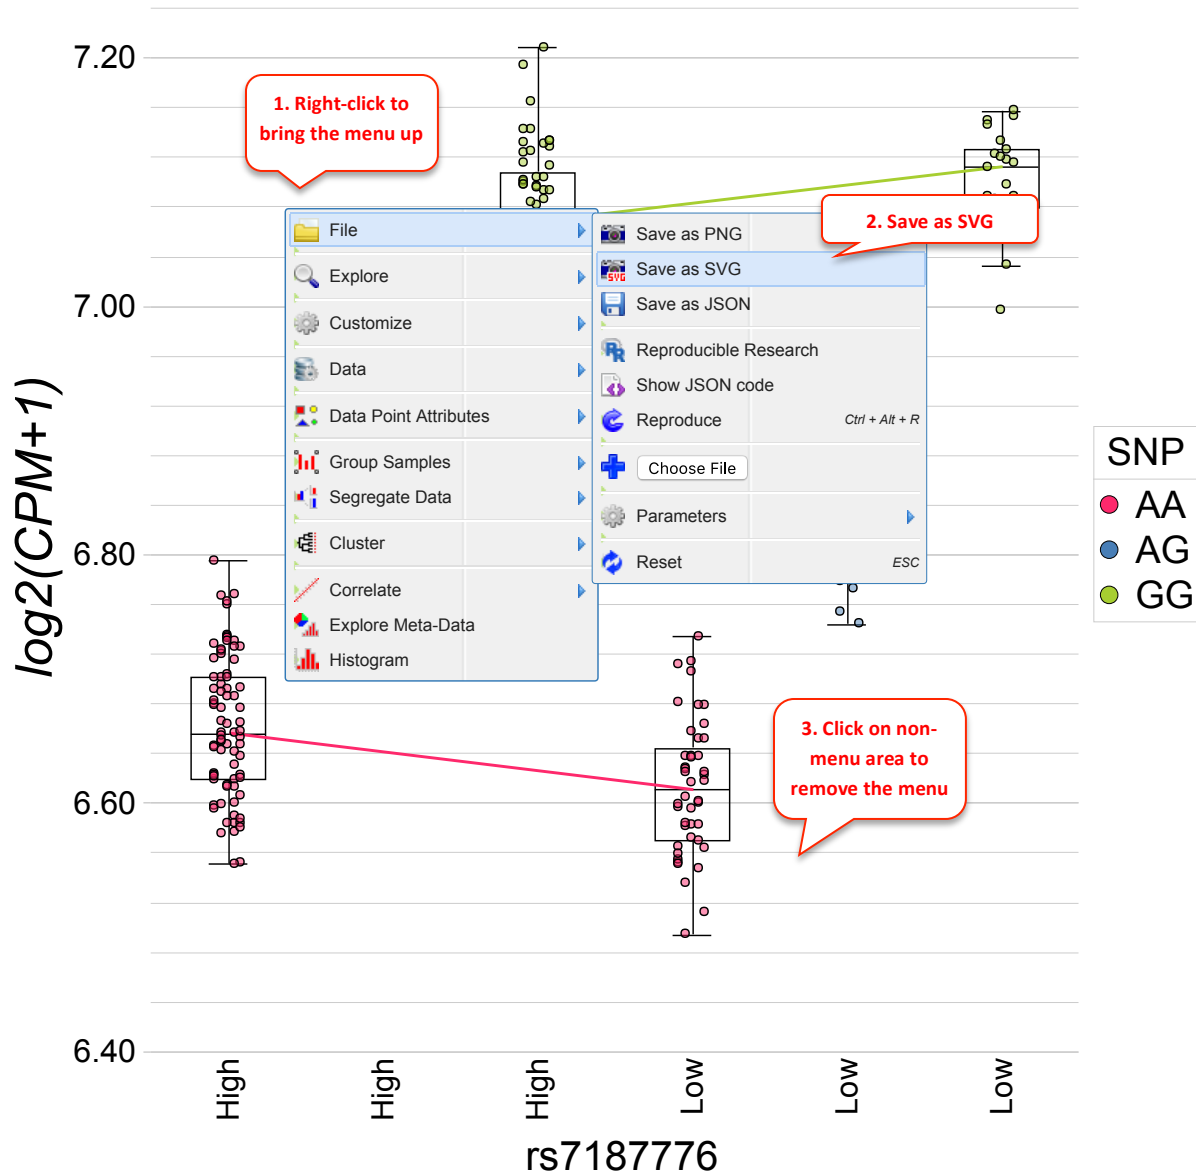 7.20
1. Right-click to
bring the menu up
2. Save as SVG
File
Explore
Customize
Data
Data Point Attributes
Group Samples
Segregate Data
Cluster
Correlate
Explore Meta-Data
Histogram
Save as PNG
Save as SVG
Save as JSON
Reproducible Research
Show JSON code
Reproduce Ctrl + Alt + R
Choose File
Parameters
Reset ESC
7.00
6.80
6.60
6.40
log2(CPM+1)
SNP
AA
AG
GG
3. Click on non-
menu area to
remove the menu
High
High
High
Low
Low
Low
rs7187776